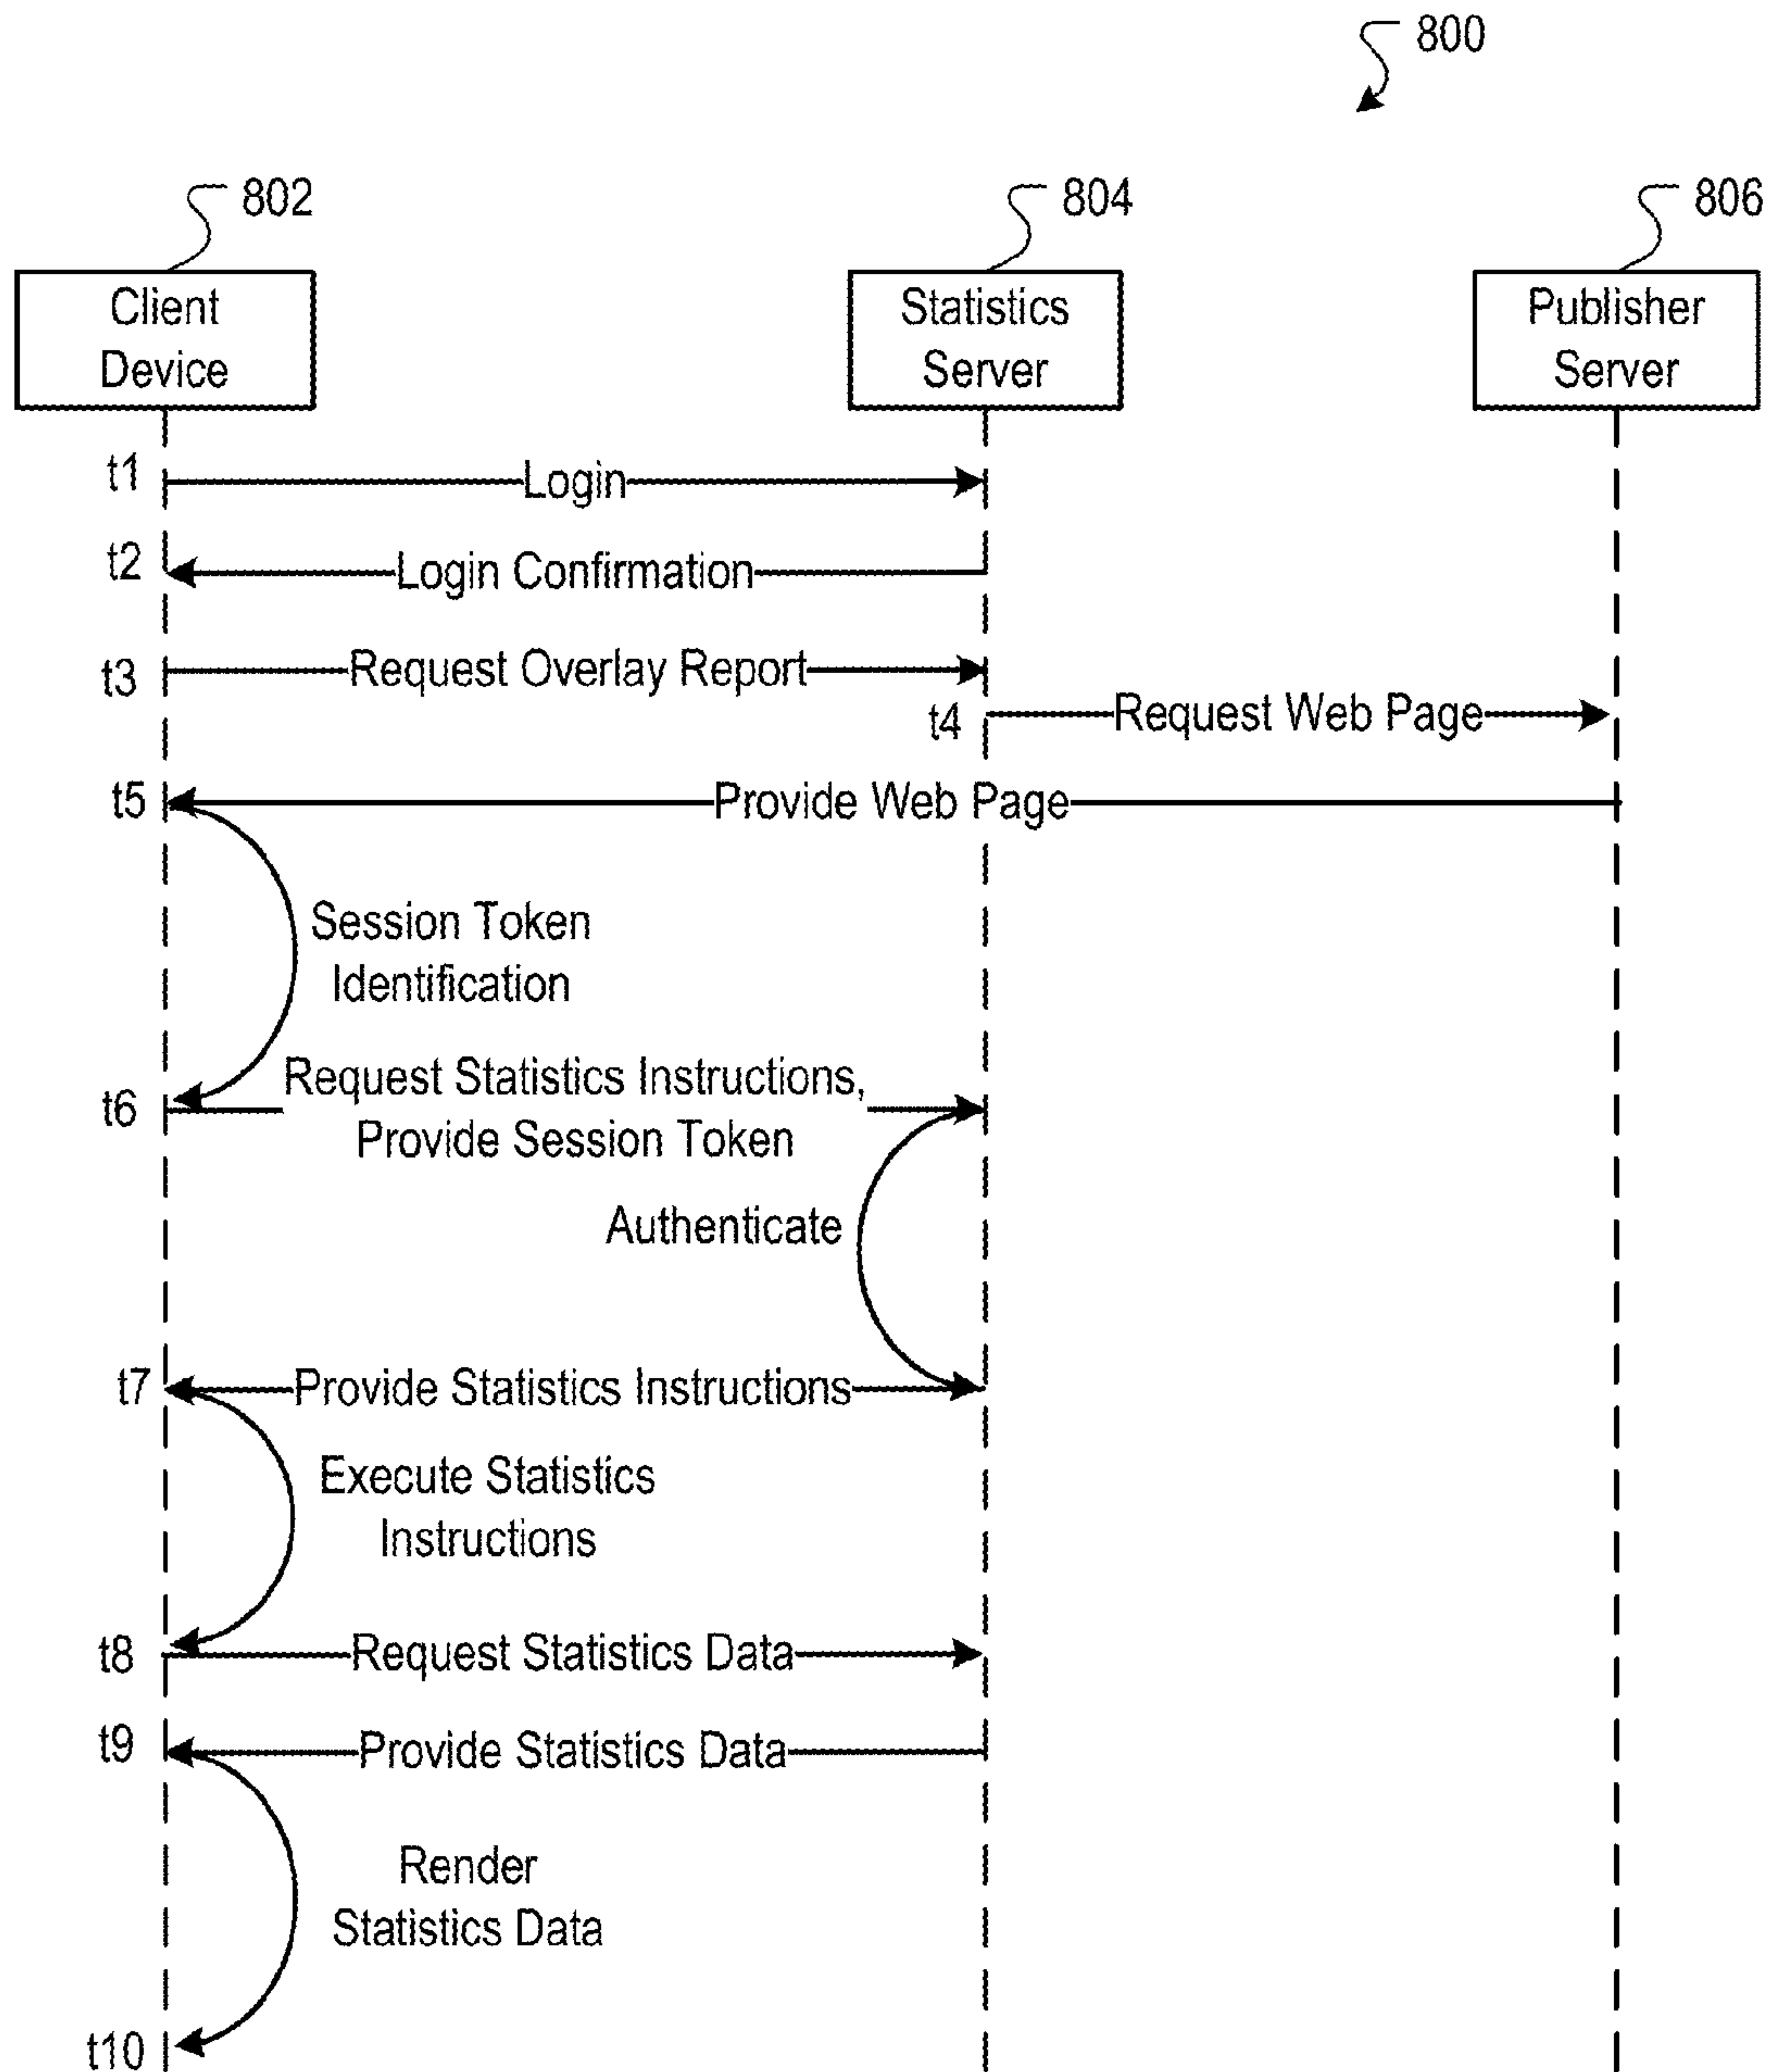 800
802
804
806
Client
Device
Statistics
Server
Publisher
Server
t1
Login
t2
Login Confirmation
t3
Request Overlay Report
t4
Request Web Page
t5
Provide Web Page
Session Token
Identification
t6
Request Statistics Instructions,
Provide Session Token
Authenticate
t7
Provide Statistics Instructions
Execute Statistics
Instructions
t8
Request Statistics Data
t9
Provide Statistics Data
Render
Statistics Data
t10